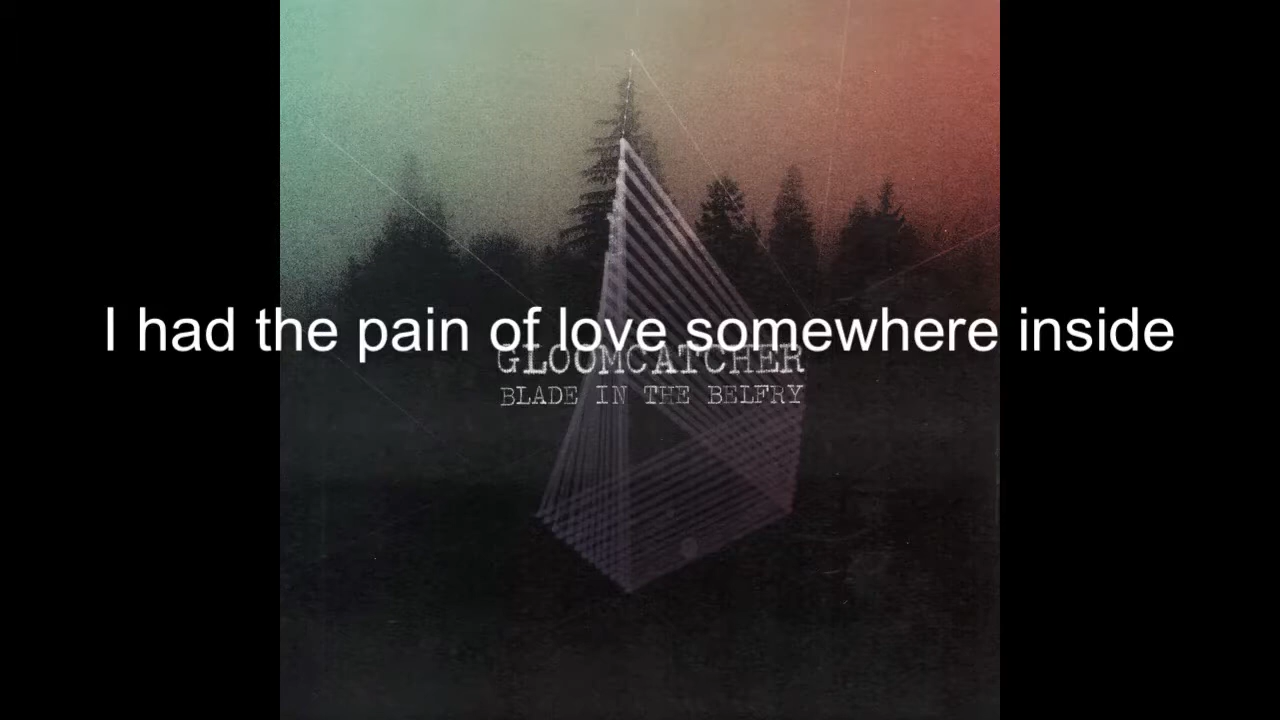 I had the pain of love somewhere inside
GLOOMCATCHER
BLADE IN THE BELFRY